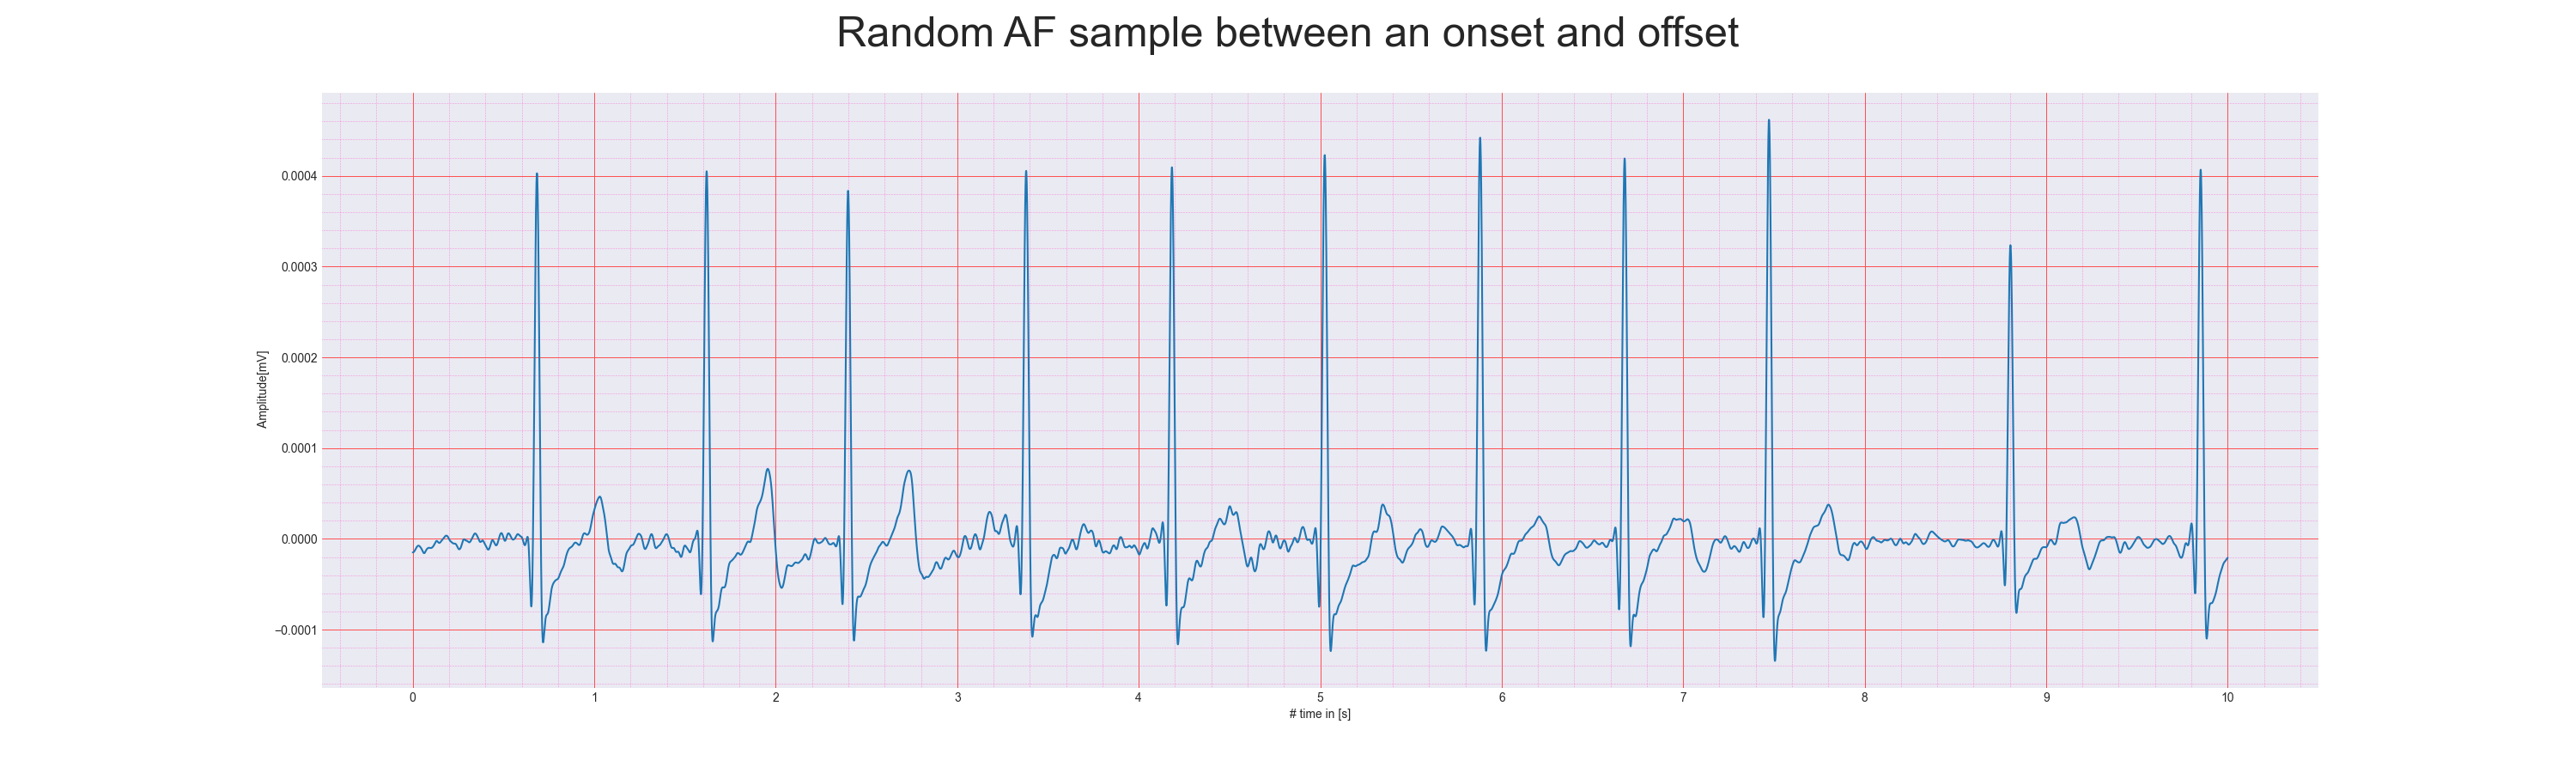 Random AF sample between an onset and offset
0.0004
0.0003
0.0002
0.0001
0.0000
−0.0001
Amplitude[mV]
0 1 2 3 4 5 6 7 8 9 10
# time in [s]